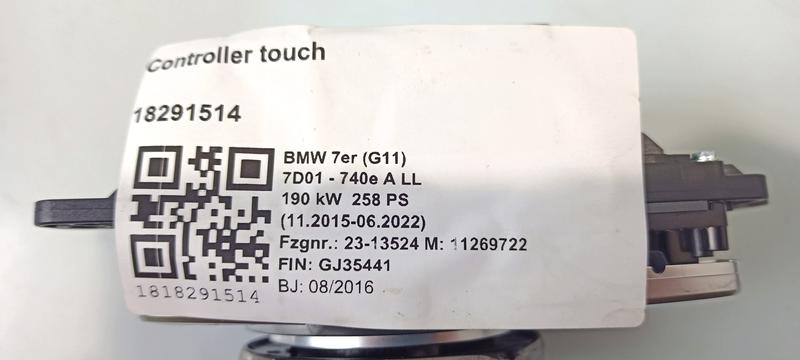 Controller touch
18291514
BMW 7er (G11)
7D01 - 740e A LL
190 kW 258 PS
(11.2015-06.2022)
Fzgnr.: 23-13524 M: 11269722
FIN: GJ35441
BJ: 08/2016
1818291514